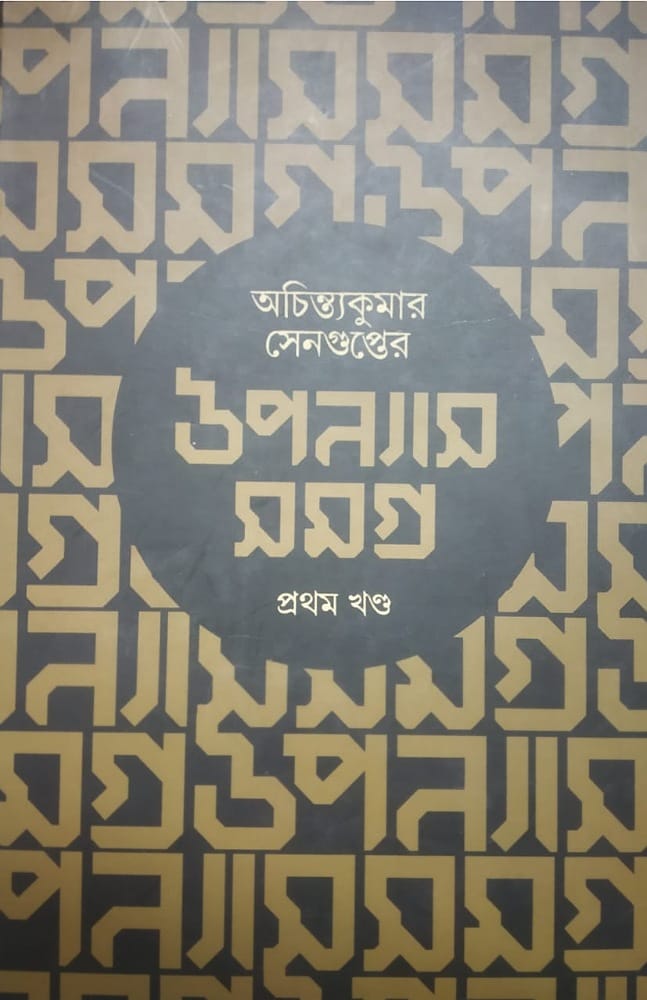 অচিন্ত্যকুমার
সেনগুপ্তের
উপন্যাস
সমগ্র
প্রথম খণ্ড